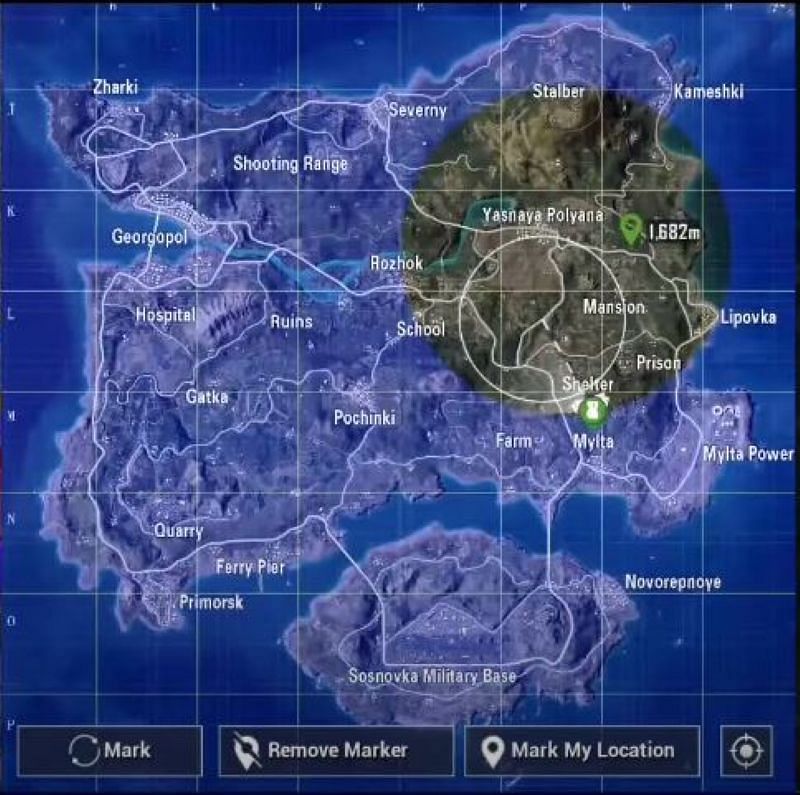 B C D E F G H
Zharki
Stalber
Kameshki
I
Severny
Shooting Range
K
Yasnaya Polyana
1,682m
Georgopol
Rozhok
Hospital
Ruins
L
School
Mansion
Lipovka
Prison
Shelter
Gatka
M
Pochinki
Farm
Mylta
Mylta Power
N
Quarry
Ferry Pier
Novorepnoye
Primorsk
O
Sosnovka Military Base
P
Mark
Remove Marker
Mark My Location